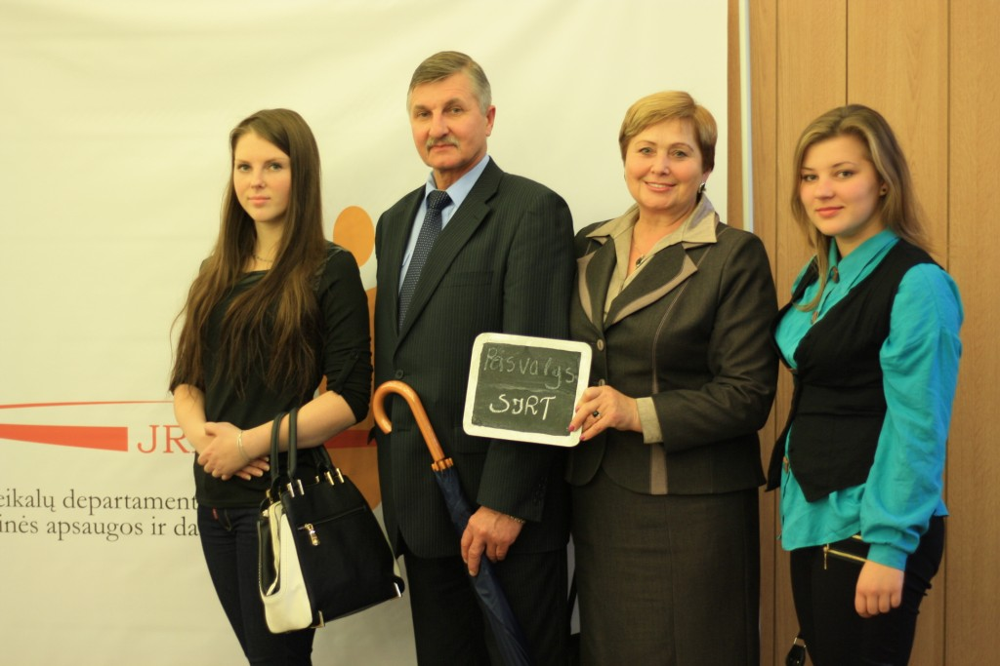 Pasvalys
SJRT
JR
eikalų departament
inės apsaugos ir da